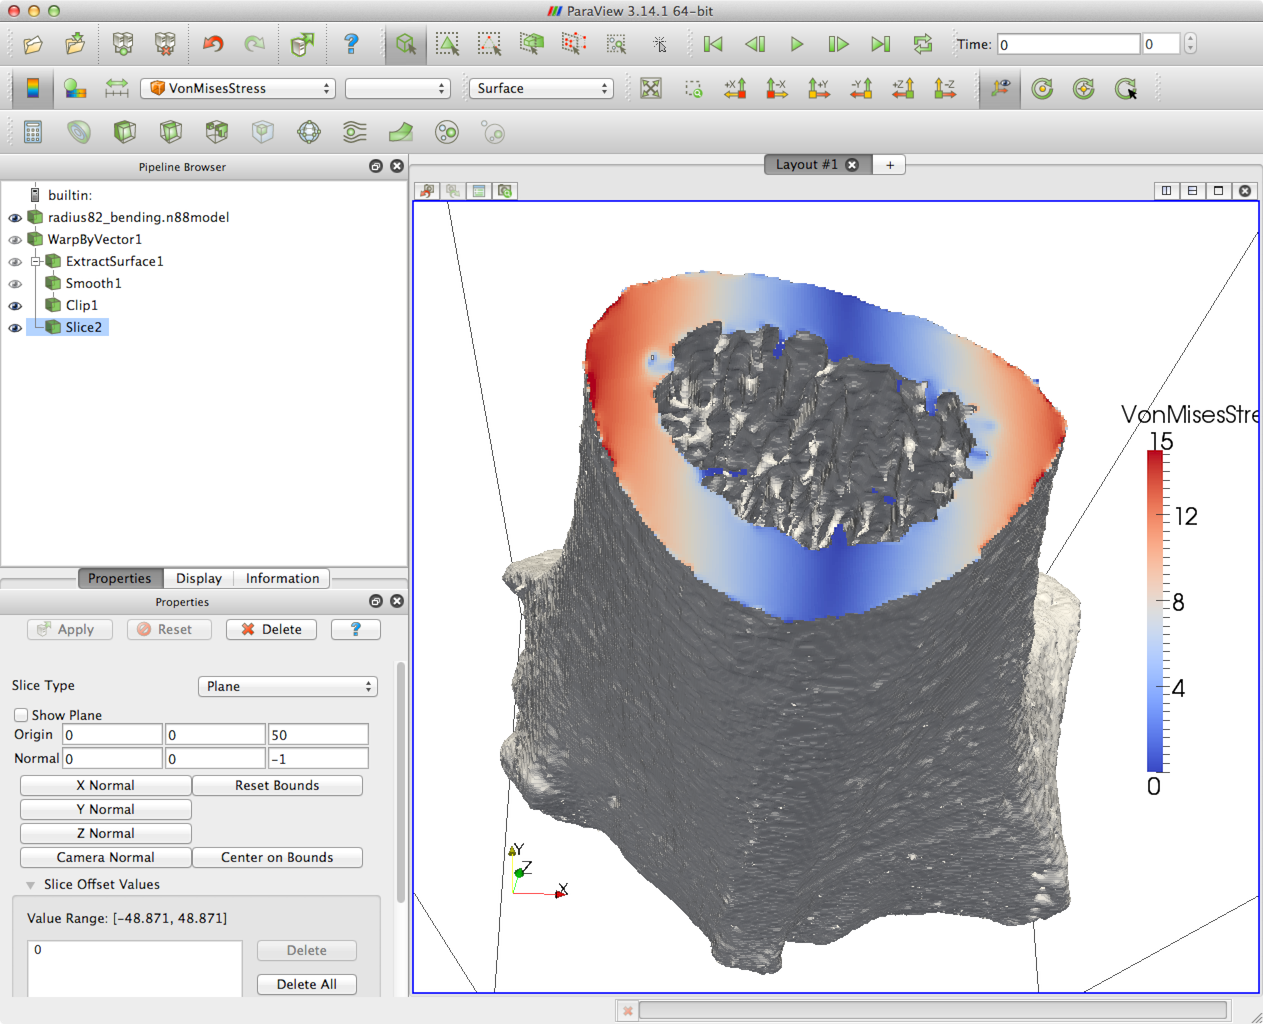 ParaView 3.14.1 64-bit
Time: 0
0
VonMisesStress
Surface
+X
-X
+Y
-Y
+Z
-Z
Pipeline Browser
Layout #1
+
builtin:
radius82_bending.n88model
WarpByVector1
ExtractSurface1
Smooth1
Clip1
Slice2
VonMisesStre
15
12
8
4
0
Y
Z
X
Properties
Display
Information
Properties
Apply
Reset
Delete
?
Slice Type
Plane
Show Plane
Origin 0 0 50
Normal 0 0 -1
X Normal
Reset Bounds
Y Normal
Z Normal
Camera Normal
Center on Bounds
Slice Offset Values
Value Range: [-48.871, 48.871]
0
Delete
Delete All